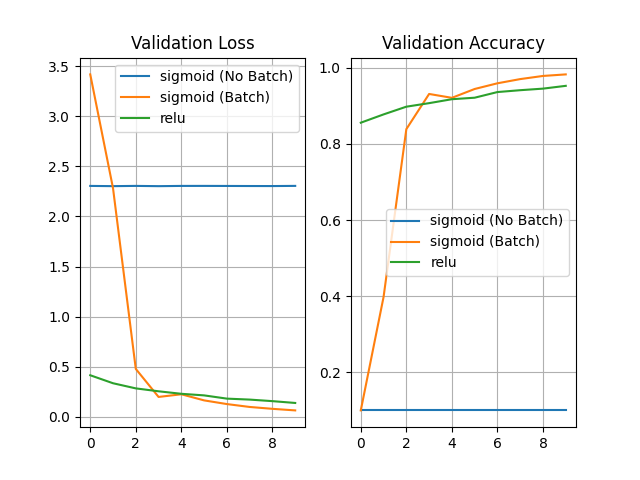 Validation Loss
3.5
3.0
2.5
2.0
1.5
1.0
0.5
0.0
0 2 4 6 8
sigmoid (No Batch)
sigmoid (Batch)
relu
Validation Accuracy
1.0
0.8
0.6
0.4
0.2
0 2 4 6 8
sigmoid (No Batch)
sigmoid (Batch)
relu